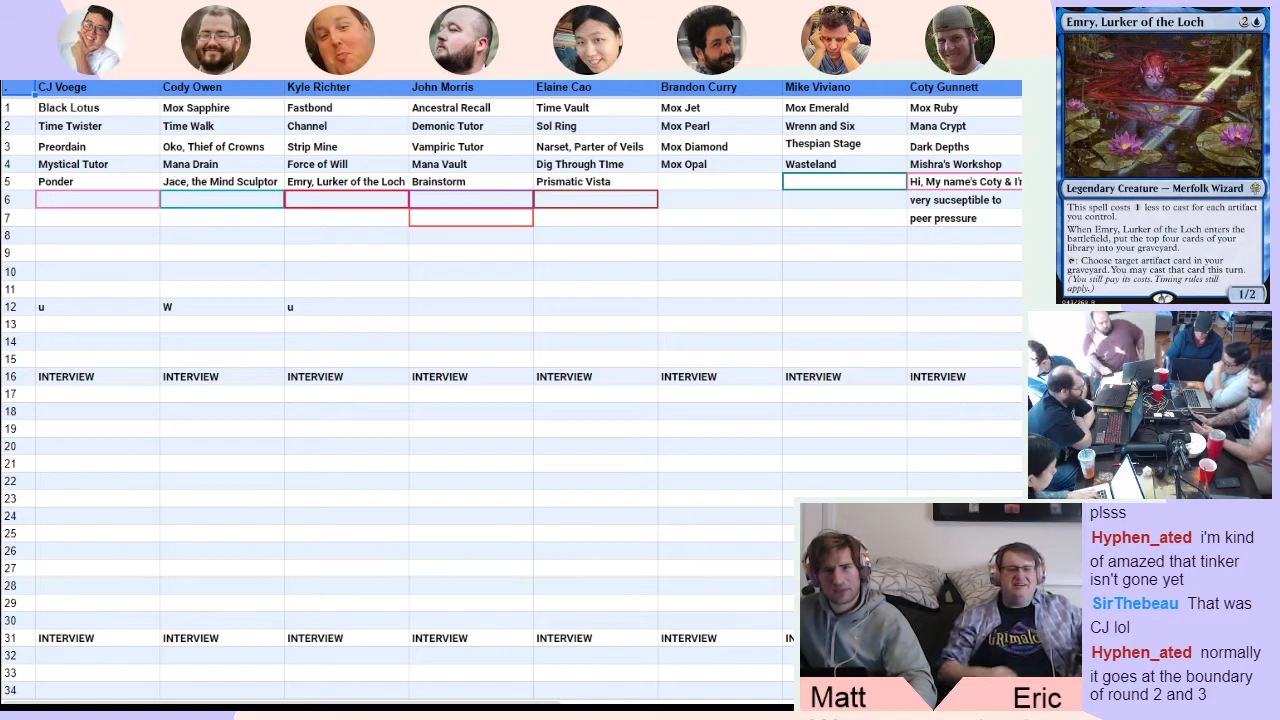 . CJ Voege Cody Owen Kyle Richter John Morris Elaine Cao Brandon Curry Mike Viviano Coty Gunnett
1 Black Lotus Mox Sapphire Fastbond Ancestral Recall Time Vault Mox Jet Mox Emerald Mox Ruby
2 Time Twister Time Walk Channel Demonic Tutor Sol Ring Mox Pearl Wrenn and Six Mana Crypt
3 Preordain Oko, Thief of Crowns Strip Mine Vampiric Tutor Narset, Parter of Veils Mox Diamond Thespian Stage Dark Depths
4 Mystical Tutor Mana Drain Force of Will Mana Vault Dig Through TIme Mox Opal Wasteland Mishra's Workshop
5 Ponder Jace, the Mind Sculptor Emry, Lurker of the Loch Brainstorm Prismatic Vista Hi, My name's Coty & I'r
6 very sucseptible to
7 peer pressure
8
9
10
11
12 u W u
13
14
15
16 INTERVIEW INTERVIEW INTERVIEW INTERVIEW INTERVIEW INTERVIEW INTERVIEW INTERVIEW
17
18
19
20
21
22
23
24
25
26
27
28
29
30
31 INTERVIEW INTERVIEW INTERVIEW INTERVIEW INTERVIEW INTERVIEW IN
32
33
34
Emry, Lurker of the Loch 2
Legendary Creature — Merfolk Wizard
This spell costs 1 less to cast for each artifact
you control.
When Emry, Lurker of the Loch enters the
battlefield, put the top four cards of your
library into your graveyard.
: Choose target artifact card in your
graveyard. You may cast that card this turn.
(You still pay its costs. Timing rules still
apply.)
1/2
plsss
Hyphen_ated i'm kind
of amazed that tinker
isn't gone yet
SirThebeau That was
CJ lol
Hyphen_ated normally
it goes at the boundary
of round 2 and 3
Matt Eric